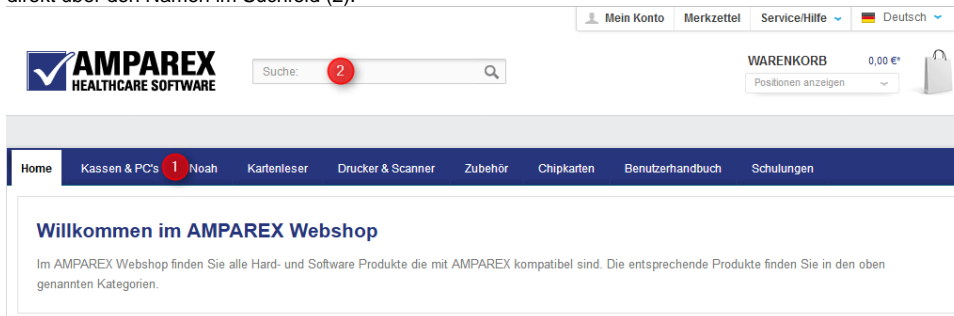 direkt über den Namen im Suchfeld (2).
Mein Konto Merkzettel Service/Hilfe Deutsch
AMPAREX
HEALTHCARE SOFTWARE
Suche: 2
WARENKORB 0,00 €*
Positionen anzeigen
Home Kassen & PC's 1 Noah Kartenleser Drucker & Scanner Zubehör Chipkarten Benutzerhandbuch Schulungen
Willkommen im AMPAREX Webshop
Im AMPAREX Webshop finden Sie alle Hard- und Software Produkte die mit AMPAREX kompatibel sind. Die entsprechende Produkte finden Sie in den oben
genannten Kategorien.